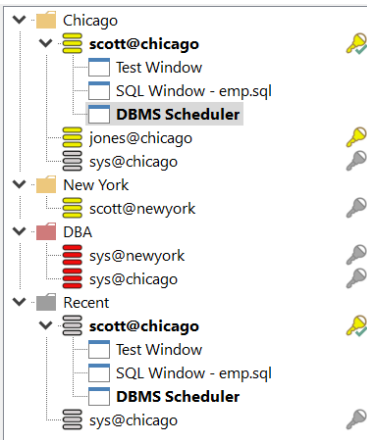 Chicago
scott@chicago
Test Window
SQL Window - emp.sql
DBMS Scheduler
jones@chicago
sys@chicago
New York
scott@newyork
DBA
sys@newyork
sys@chicago
Recent
scott@chicago
Test Window
SQL Window - emp.sql
DBMS Scheduler
sys@chicago